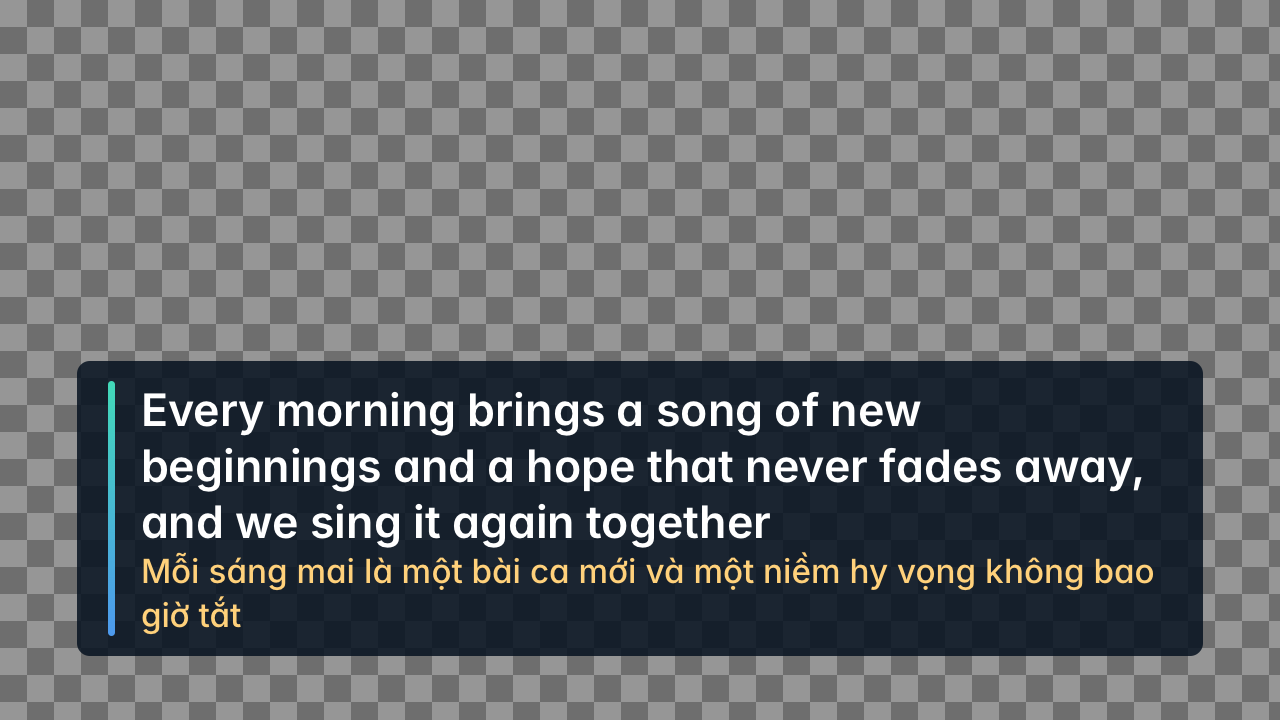 Every morning brings a song of new
beginnings and a hope that never fades away,
and we sing it again together
Mỗi sáng mai là một bài ca mới và một niềm hy vọng không bao
giờ tắt